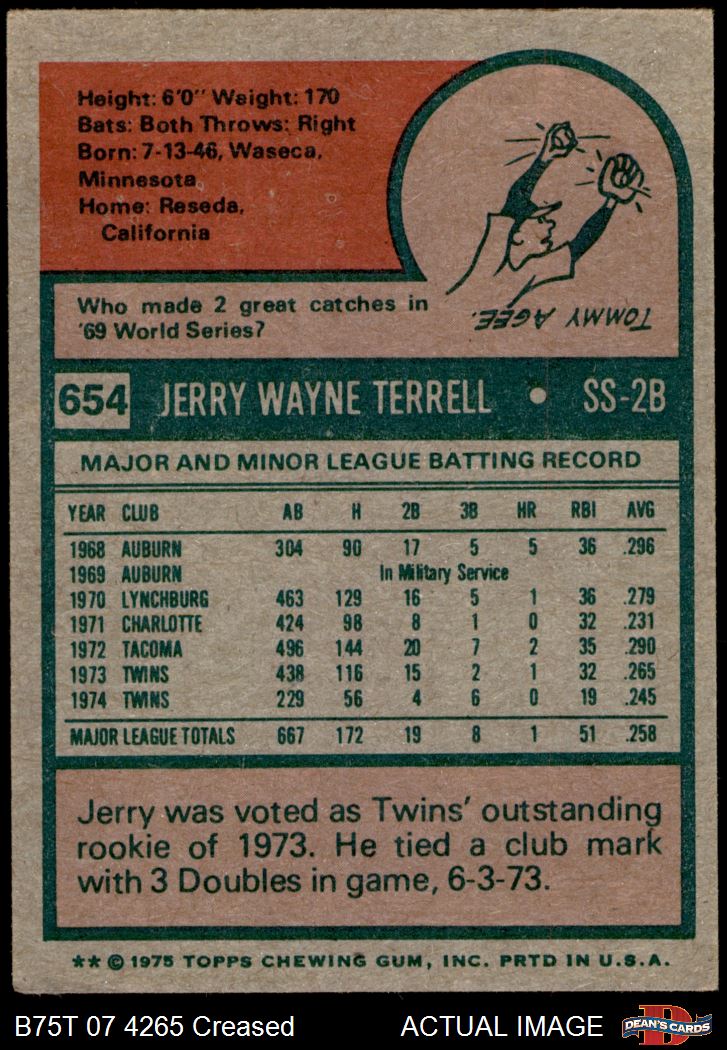 Height: 6'0" Weight: 170
Bats: Both Throws: Right
Born: 7-13-46, Waseca,
Minnesota
Home: Reseda,
California
Who made 2 great catches in
'69 World Series?
TOMMY AGEE.
654 JERRY WAYNE TERRELL • SS-2B
MAJOR AND MINOR LEAGUE BATTING RECORD
YEAR CLUB AB H 2B 3B HR RBI AVG
1968 AUBURN 304 90 17 5 5 36 .296
1969 AUBURN In Military Service
1970 LYNCHBURG 463 129 16 5 1 36 .279
1971 CHARLOTTE 424 98 8 1 0 32 .231
1972 TACOMA 496 144 20 7 2 35 .290
1973 TWINS 438 116 15 2 1 32 .265
1974 TWINS 229 56 4 6 0 19 .245
MAJOR LEAGUE TOTALS 667 172 19 8 1 51 .258
Jerry was voted as Twins' outstanding
rookie of 1973. He tied a club mark
with 3 Doubles in game, 6-3-73.
** © 1975 TOPPS CHEWING GUM, INC. PRTD IN U.S.A.
B75T 07 4265 Creased ACTUAL IMAGE
D
DEAN'S CARDS